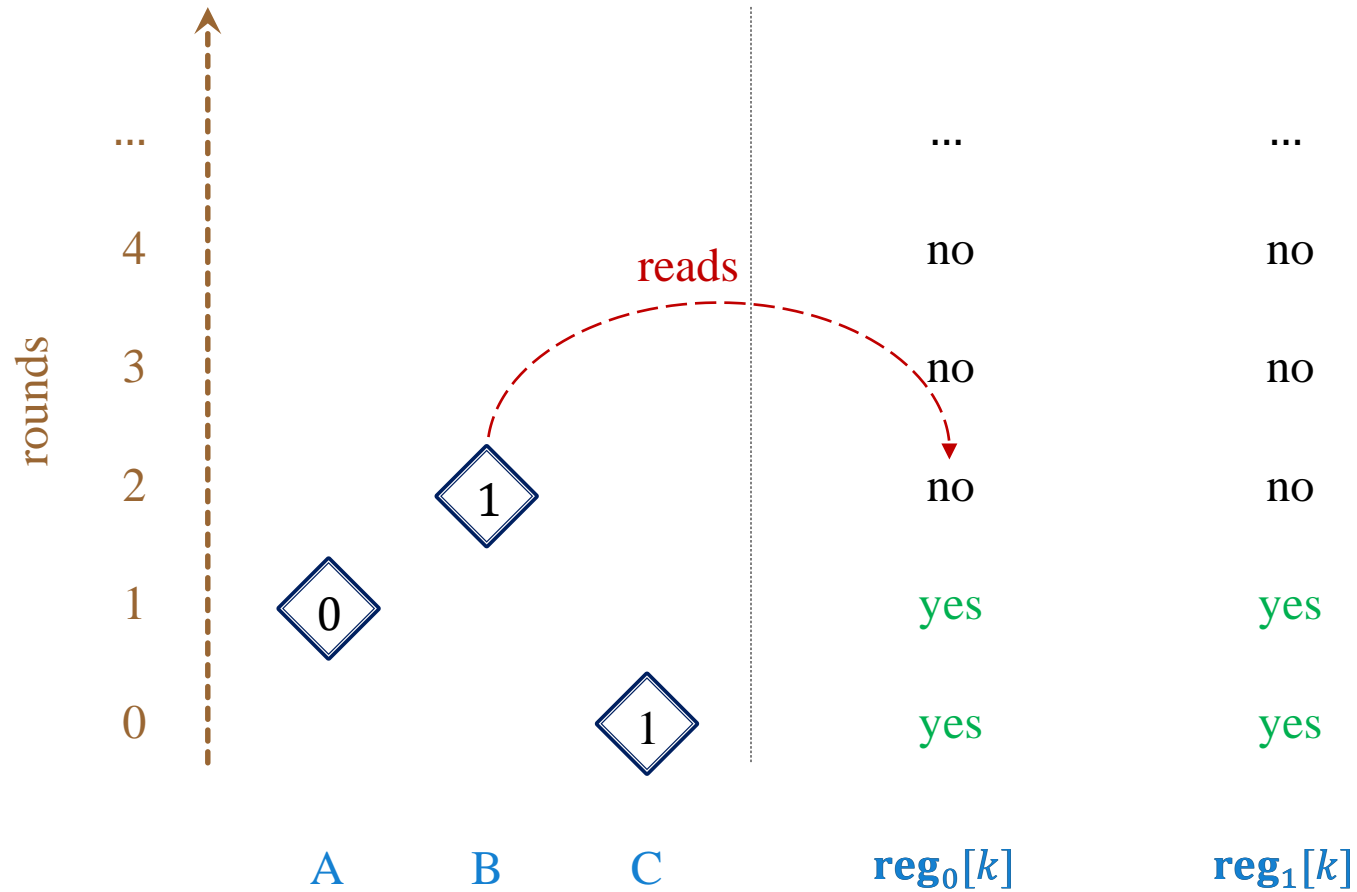 ... ... ...
4 no no
reads
3 no no
rounds
2 1 no no
1 0 yes yes
0 1 yes yes
A B C reg₀[k] reg₁[k]